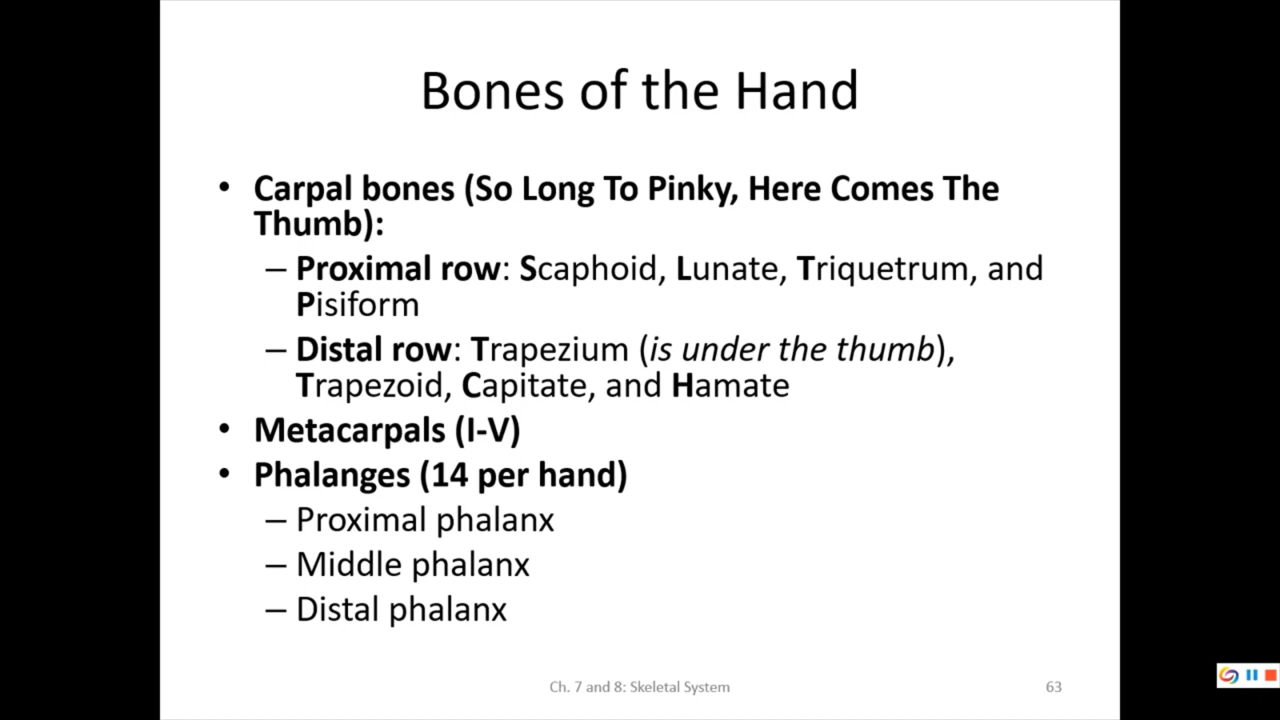 Bones of the Hand
• Carpal bones (So Long To Pinky, Here Comes The
Thumb):
– Proximal row: Scaphoid, Lunate, Triquetrum, and
Pisiform
– Distal row: Trapezium (is under the thumb),
Trapezoid, Capitate, and Hamate
• Metacarpals (I-V)
• Phalanges (14 per hand)
– Proximal phalanx
– Middle phalanx
– Distal phalanx
Ch. 7 and 8: Skeletal System
63